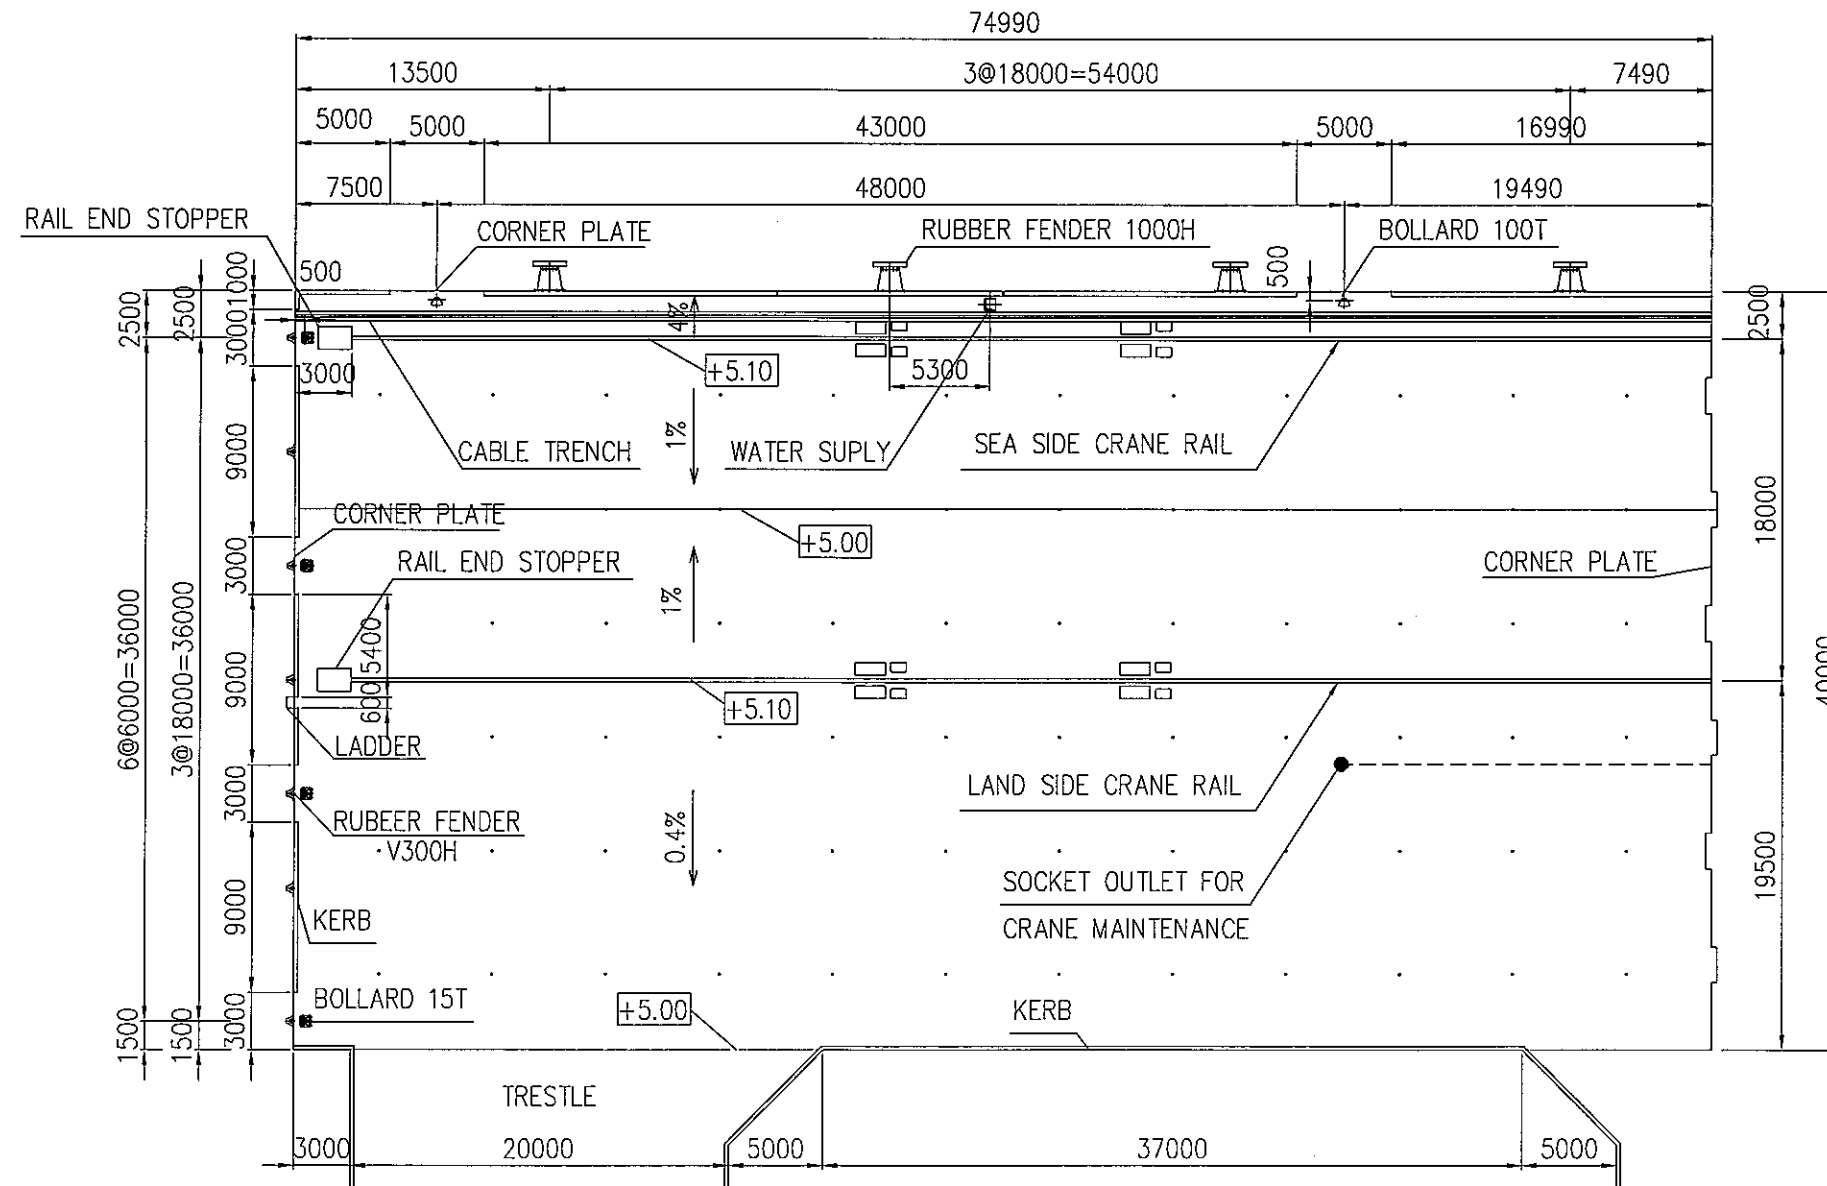 74990
13500 3@18000=54000 7490
5000 5000 43000 5000 16990
7500 48000 19490
RAIL END STOPPER
CORNER PLATE
RUBBER FENDER 1000H
BOLLARD 100T
500
500
1000
2500
2500
3000
4%
2500
3000
+5.10
5300
9000
1%
CABLE TRENCH
WATER SUPLY
SEA SIDE CRANE RAIL
CORNER PLATE
+5.00
18000
3000
RAIL END STOPPER
1%
CORNER PLATE
6@6000=36000
3@18000=36000
9000
5400
600
+5.10
40000
LADDER
3000
LAND SIDE CRANE RAIL
RUBEER FENDER
V300H
0.4%
9000
SOCKET OUTLET FOR
CRANE MAINTENANCE
19500
KERB
BOLLARD 15T
+5.00
KERB
1500
1500
3000
TRESTLE
3000 20000 5000 37000 5000